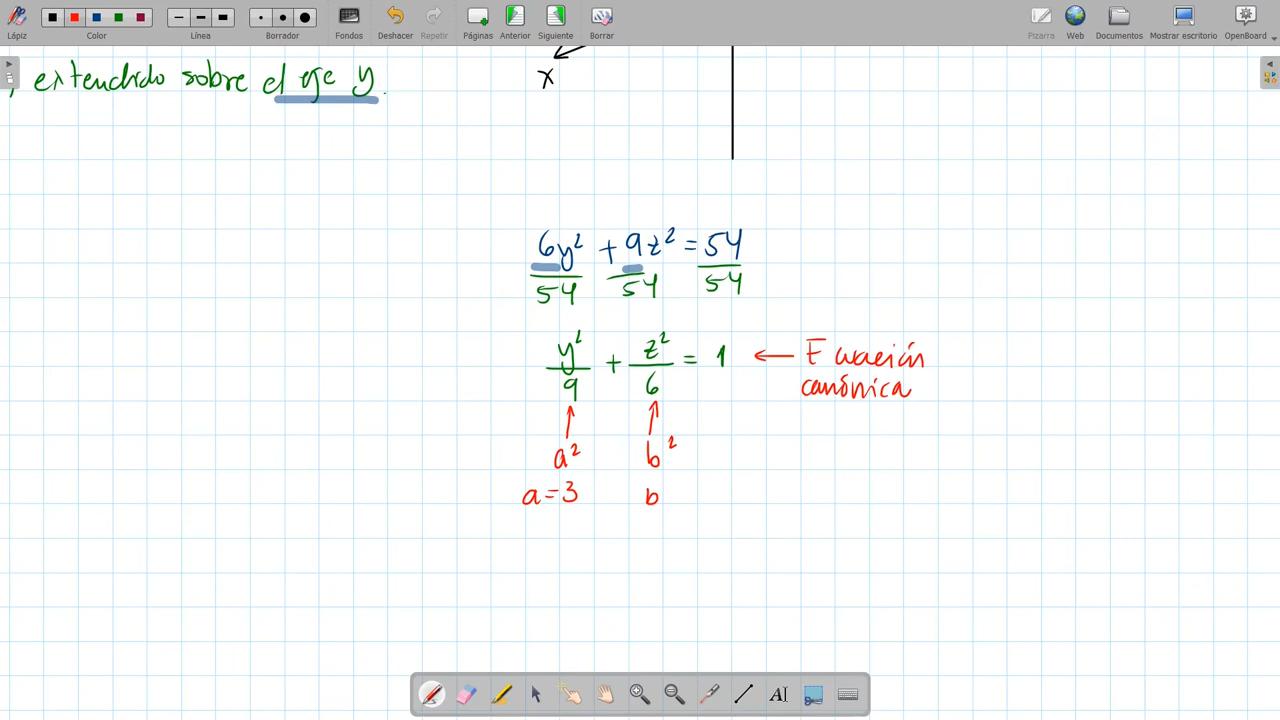 Lápiz Color Línea Borrador Fondos Deshacer Repetir Páginas Anterior Siguiente Borrar Pizarra Web Documentos Mostrar escritorio OpenBoard
, extendido sobre el eje y.
x
6y² + 9z² = 54
54 54 54
y² + z² = 1 ← Ecuación
9 6 canónica
a² b²
a = 3 b